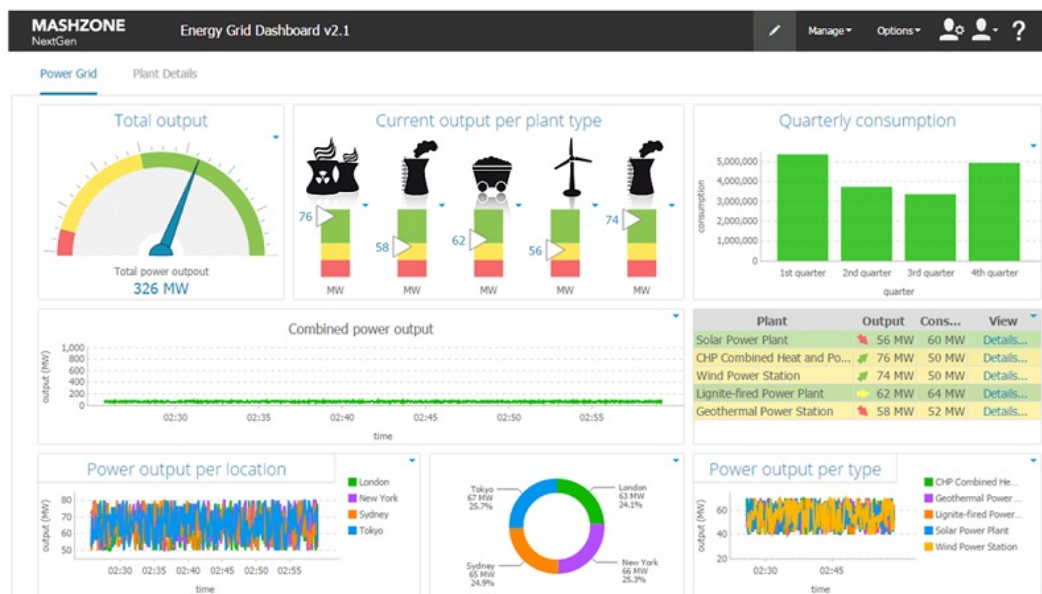 MASHZONE
NextGen
Energy Grid Dashboard v2.1
Manage
Options
?
Power Grid
Plant Details
Total output
Total power outpout
326 MW
Current output per plant type
76
58
62
56
74
MW
MW
MW
MW
MW
Quarterly consumption
consumption
5,000,000
4,000,000
3,000,000
2,000,000
1,000,000
0
1st quarter
2nd quarter
3rd quarter
4th quarter
quarter
Combined power output
output (MW)
1,000
800
600
400
200
0
02:30
02:35
02:40
02:45
02:50
02:55
time
Plant Output Cons... View
Solar Power Plant 56 MW 60 MW Details...
CHP Combined Heat and Po... 76 MW 50 MW Details...
Wind Power Station 74 MW 50 MW Details...
Lignite-fired Power Plant 62 MW 64 MW Details...
Geothermal Power Station 58 MW 52 MW Details...
Power output per location
output (MW)
80
70
60
50
02:30
02:35
02:40
02:45
02:50
02:55
time
London
New York
Sydney
Tokyo
Tokyo
67 MW
25.7%
London
63 MW
24.1%
Sydney
65 MW
24.9%
New York
66 MW
25.3%
Power output per type
output (MW)
60
40
20
02:30
02:45
time
CHP Combined He...
Geothermal Power ...
Lignite-fired Power...
Solar Power Plant
Wind Power Station